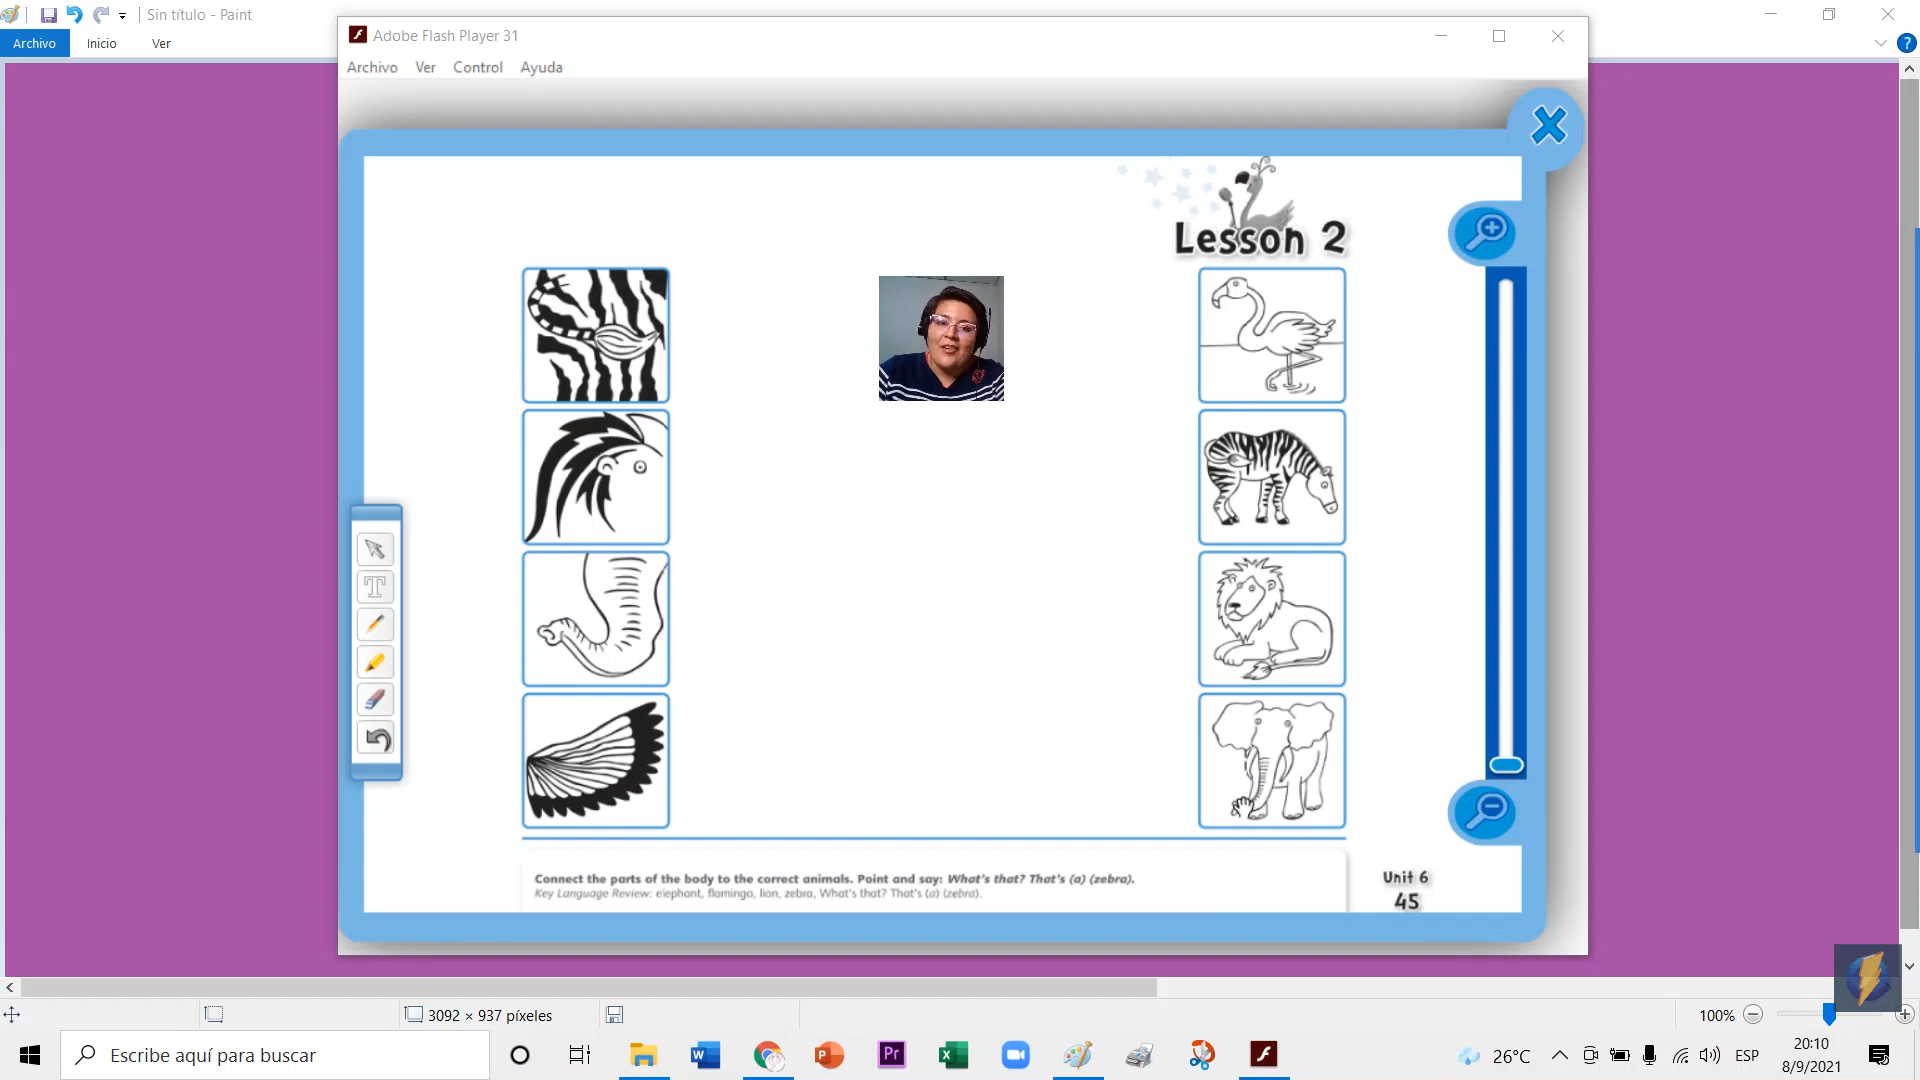 Sin título - Paint
Archivo Inicio Ver
Adobe Flash Player 31
Archivo Ver Control Ayuda
Lesson 2
Connect the parts of the body to the correct animals. Point and say: What's that? That's (a) (zebra).
Key Language Review: elephant, flamingo, lion, zebra, What's that? That's (a) (zebra).
Unit 6
45
3092 × 937 píxeles
100%
Escribe aquí para buscar
26°C
ESP
20:10
8/9/2021